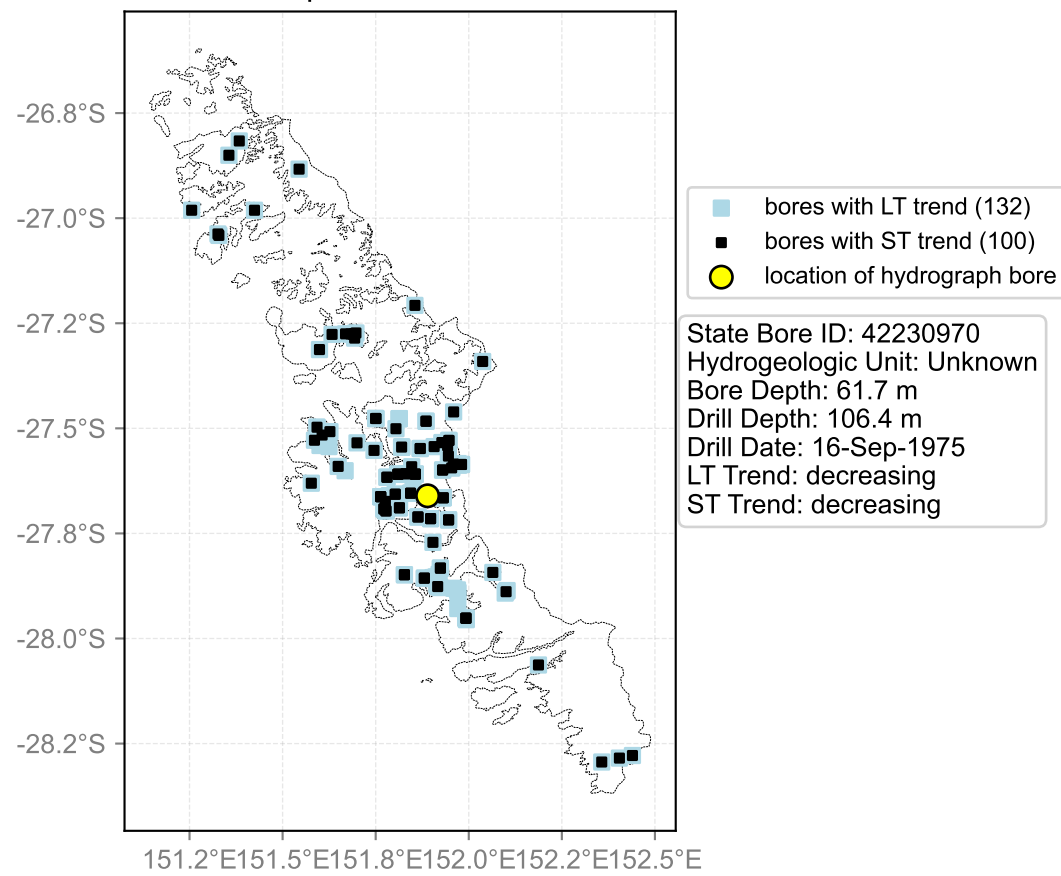 -26.8°S
-27.0°S
-27.2°S
-27.5°S
-27.8°S
-28.0°S
-28.2°S
151.2°E151.5°E151.8°E152.0°E152.2°E152.5°E
bores with LT trend (132)
bores with ST trend (100)
location of hydrograph bore
State Bore ID: 42230970
Hydrogeologic Unit: Unknown
Bore Depth: 61.7 m
Drill Depth: 106.4 m
Drill Date: 16-Sep-1975
LT Trend: decreasing
ST Trend: decreasing